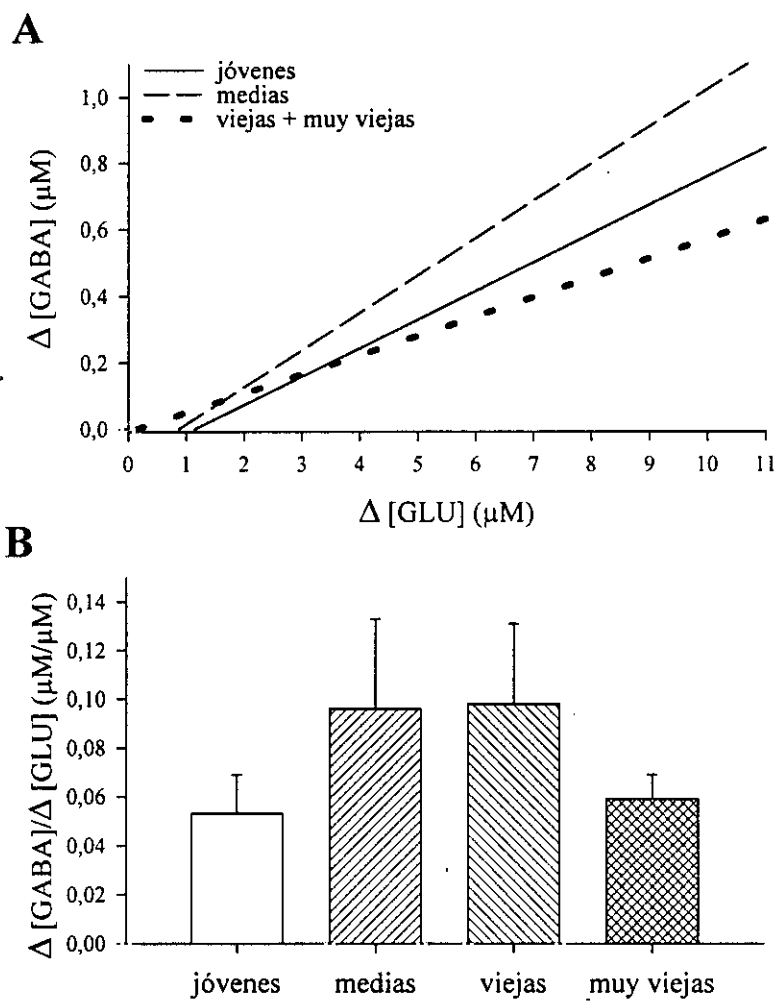 A
jóvenes
medias
viejas + muy viejas
1,0
0,8
0,6
0,4
0,2
0,0
Δ [GABA] (μM)
0 1 2 3 4 5 6 7 8 9 10 11
Δ [GLU] (μM)
B
0,14
0,12
0,10
0,08
0,06
0,04
0,02
0,00
Δ [GABA]/Δ [GLU] (μM/μM)
jóvenes medias viejas muy viejas